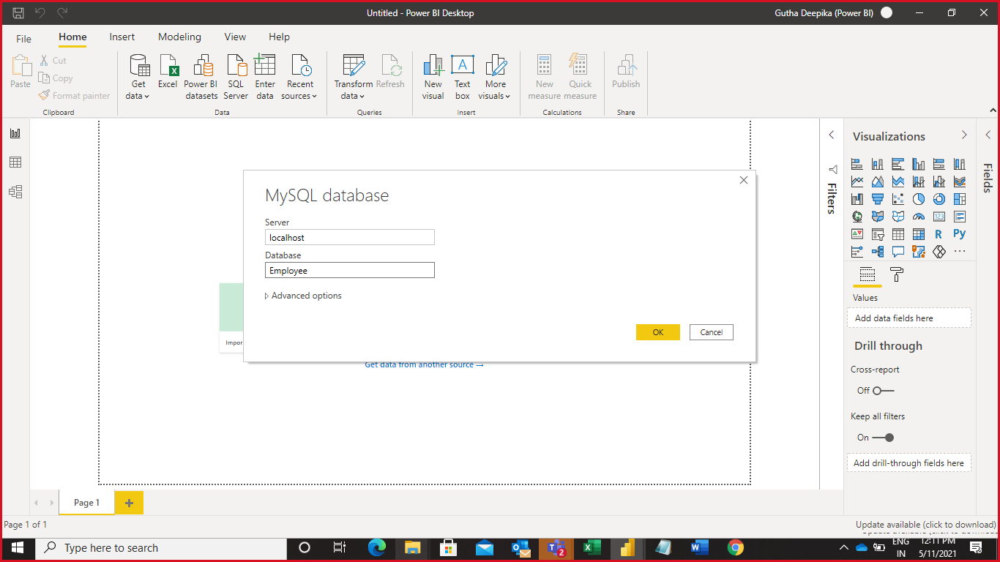 Untitled - Power BI Desktop
Gutha Deepika (Power BI)
File
Home
Insert
Modeling
View
Help
Paste
Cut
Copy
Format painter
Clipboard
Get data
Excel
Power BI datasets
SQL Server
Enter data
Recent sources
Data
Transform data
Refresh
Queries
New visual
Text box
More visuals
Insert
New measure
Quick measure
Calculations
Publish
Share
MySQL database
Server
localhost
Database
Employee
Advanced options
OK
Cancel
Impor
Get data from another source →
Filters
Visualizations
123
R
Py
Values
Add data fields here
Drill through
Cross-report
Off
Keep all filters
On
Add drill-through fields here
Fields
Page 1
Page 1 of 1
Update available (click to download)
Type here to search
2
ENG
IN
12:11 PM
5/11/2021